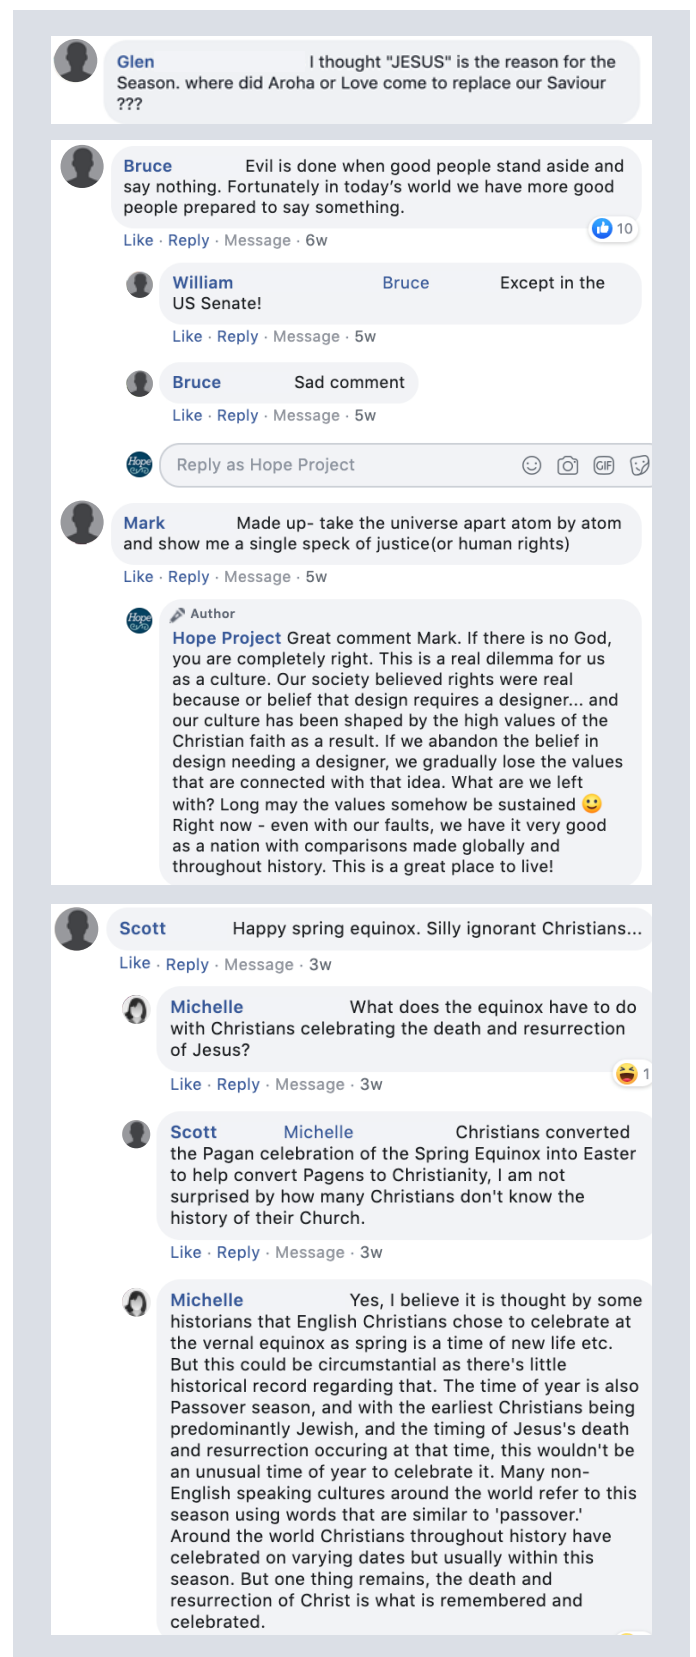 Glen I thought "JESUS" is the reason for the
Season. where did Aroha or Love come to replace our Saviour
???
Bruce Evil is done when good people stand aside and
say nothing. Fortunately in today's world we have more good
people prepared to say something.
10
Like · Reply · Message · 6w
William Bruce Except in the
US Senate!
Like · Reply · Message · 5w
Bruce Sad comment
Like · Reply · Message · 5w
Hope
Reply as Hope Project
GIF
Mark Made up- take the universe apart atom by atom
and show me a single speck of justice(or human rights)
Like · Reply · Message · 5w
Hope
Author
Hope Project Great comment Mark. If there is no God,
you are completely right. This is a real dilemma for us
as a culture. Our society believed rights were real
because or belief that design requires a designer... and
our culture has been shaped by the high values of the
Christian faith as a result. If we abandon the belief in
design needing a designer, we gradually lose the values
that are connected with that idea. What are we left
with? Long may the values somehow be sustained 🙂
Right now - even with our faults, we have it very good
as a nation with comparisons made globally and
throughout history. This is a great place to live!
Scott Happy spring equinox. Silly ignorant Christians...
Like · Reply · Message · 3w
Michelle What does the equinox have to do
with Christians celebrating the death and resurrection
of Jesus?
1
Like · Reply · Message · 3w
Scott Michelle Christians converted
the Pagan celebration of the Spring Equinox into Easter
to help convert Pagens to Christianity, I am not
surprised by how many Christians don't know the
history of their Church.
Like · Reply · Message · 3w
Michelle Yes, I believe it is thought by some
historians that English Christians chose to celebrate at
the vernal equinox as spring is a time of new life etc.
But this could be circumstantial as there's little
historical record regarding that. The time of year is also
Passover season, and with the earliest Christians being
predominantly Jewish, and the timing of Jesus's death
and resurrection occuring at that time, this wouldn't be
an unusual time of year to celebrate it. Many non-
English speaking cultures around the world refer to this
season using words that are similar to 'passover.'
Around the world Christians throughout history have
celebrated on varying dates but usually within this
season. But one thing remains, the death and
resurrection of Christ is what is remembered and
celebrated.